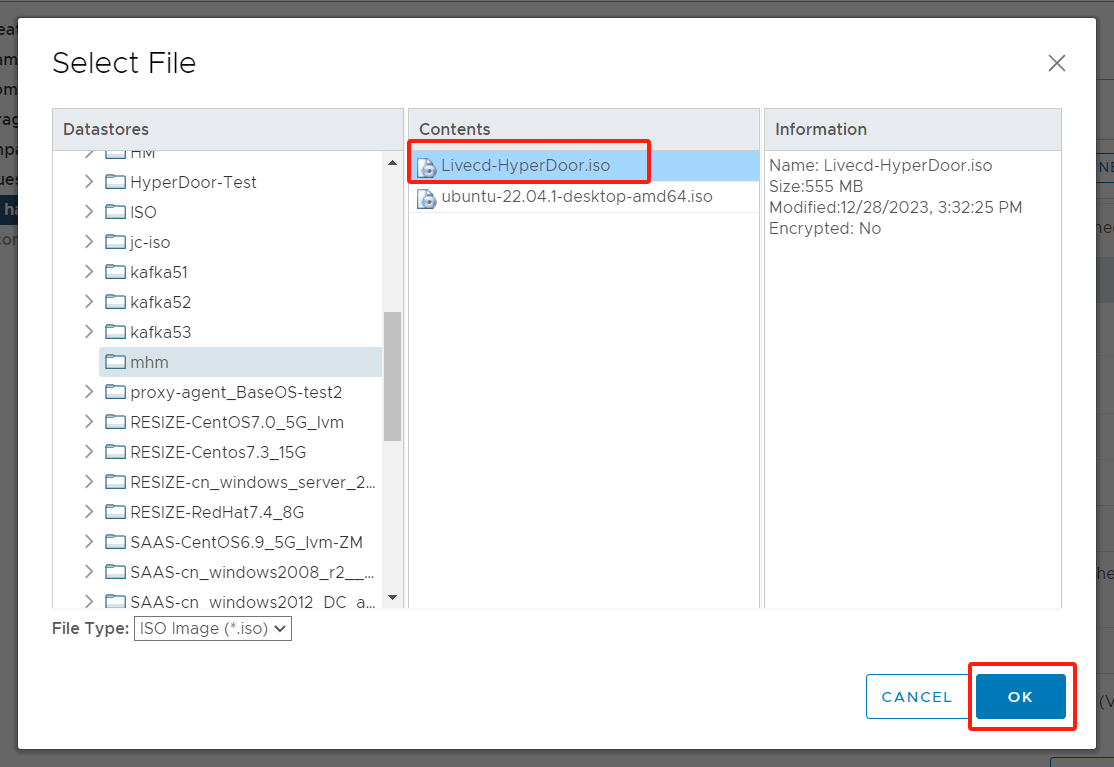 Select File
Datastores
HM
HyperDoor-Test
ISO
jc-iso
kafka51
kafka52
kafka53
mhm
proxy-agent_BaseOS-test2
RESIZE-CentOS7.0_5G_lvm
RESIZE-Centos7.3_15G
RESIZE-cn_windows_server_2...
RESIZE-RedHat7.4_8G
SAAS-CentOS6.9_5G_lvm-ZM
SAAS-cn_windows2008_r2__...
SAAS-cn_windows2012_DC_a...
Contents
Livecd-HyperDoor.iso
ubuntu-22.04.1-desktop-amd64.iso
Information
Name: Livecd-HyperDoor.iso
Size:555 MB
Modified:12/28/2023, 3:32:25 PM
Encrypted: No
File Type: ISO Image (*.iso)
CANCEL
OK